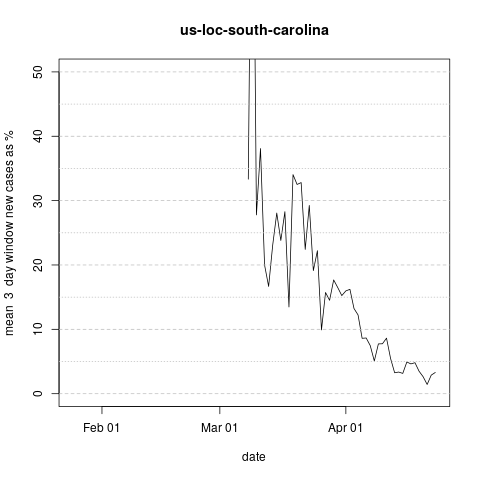 us-loc-south-carolina
mean 3 day window new cases as %
50
40
30
20
10
0
Feb 01
Mar 01
Apr 01
date